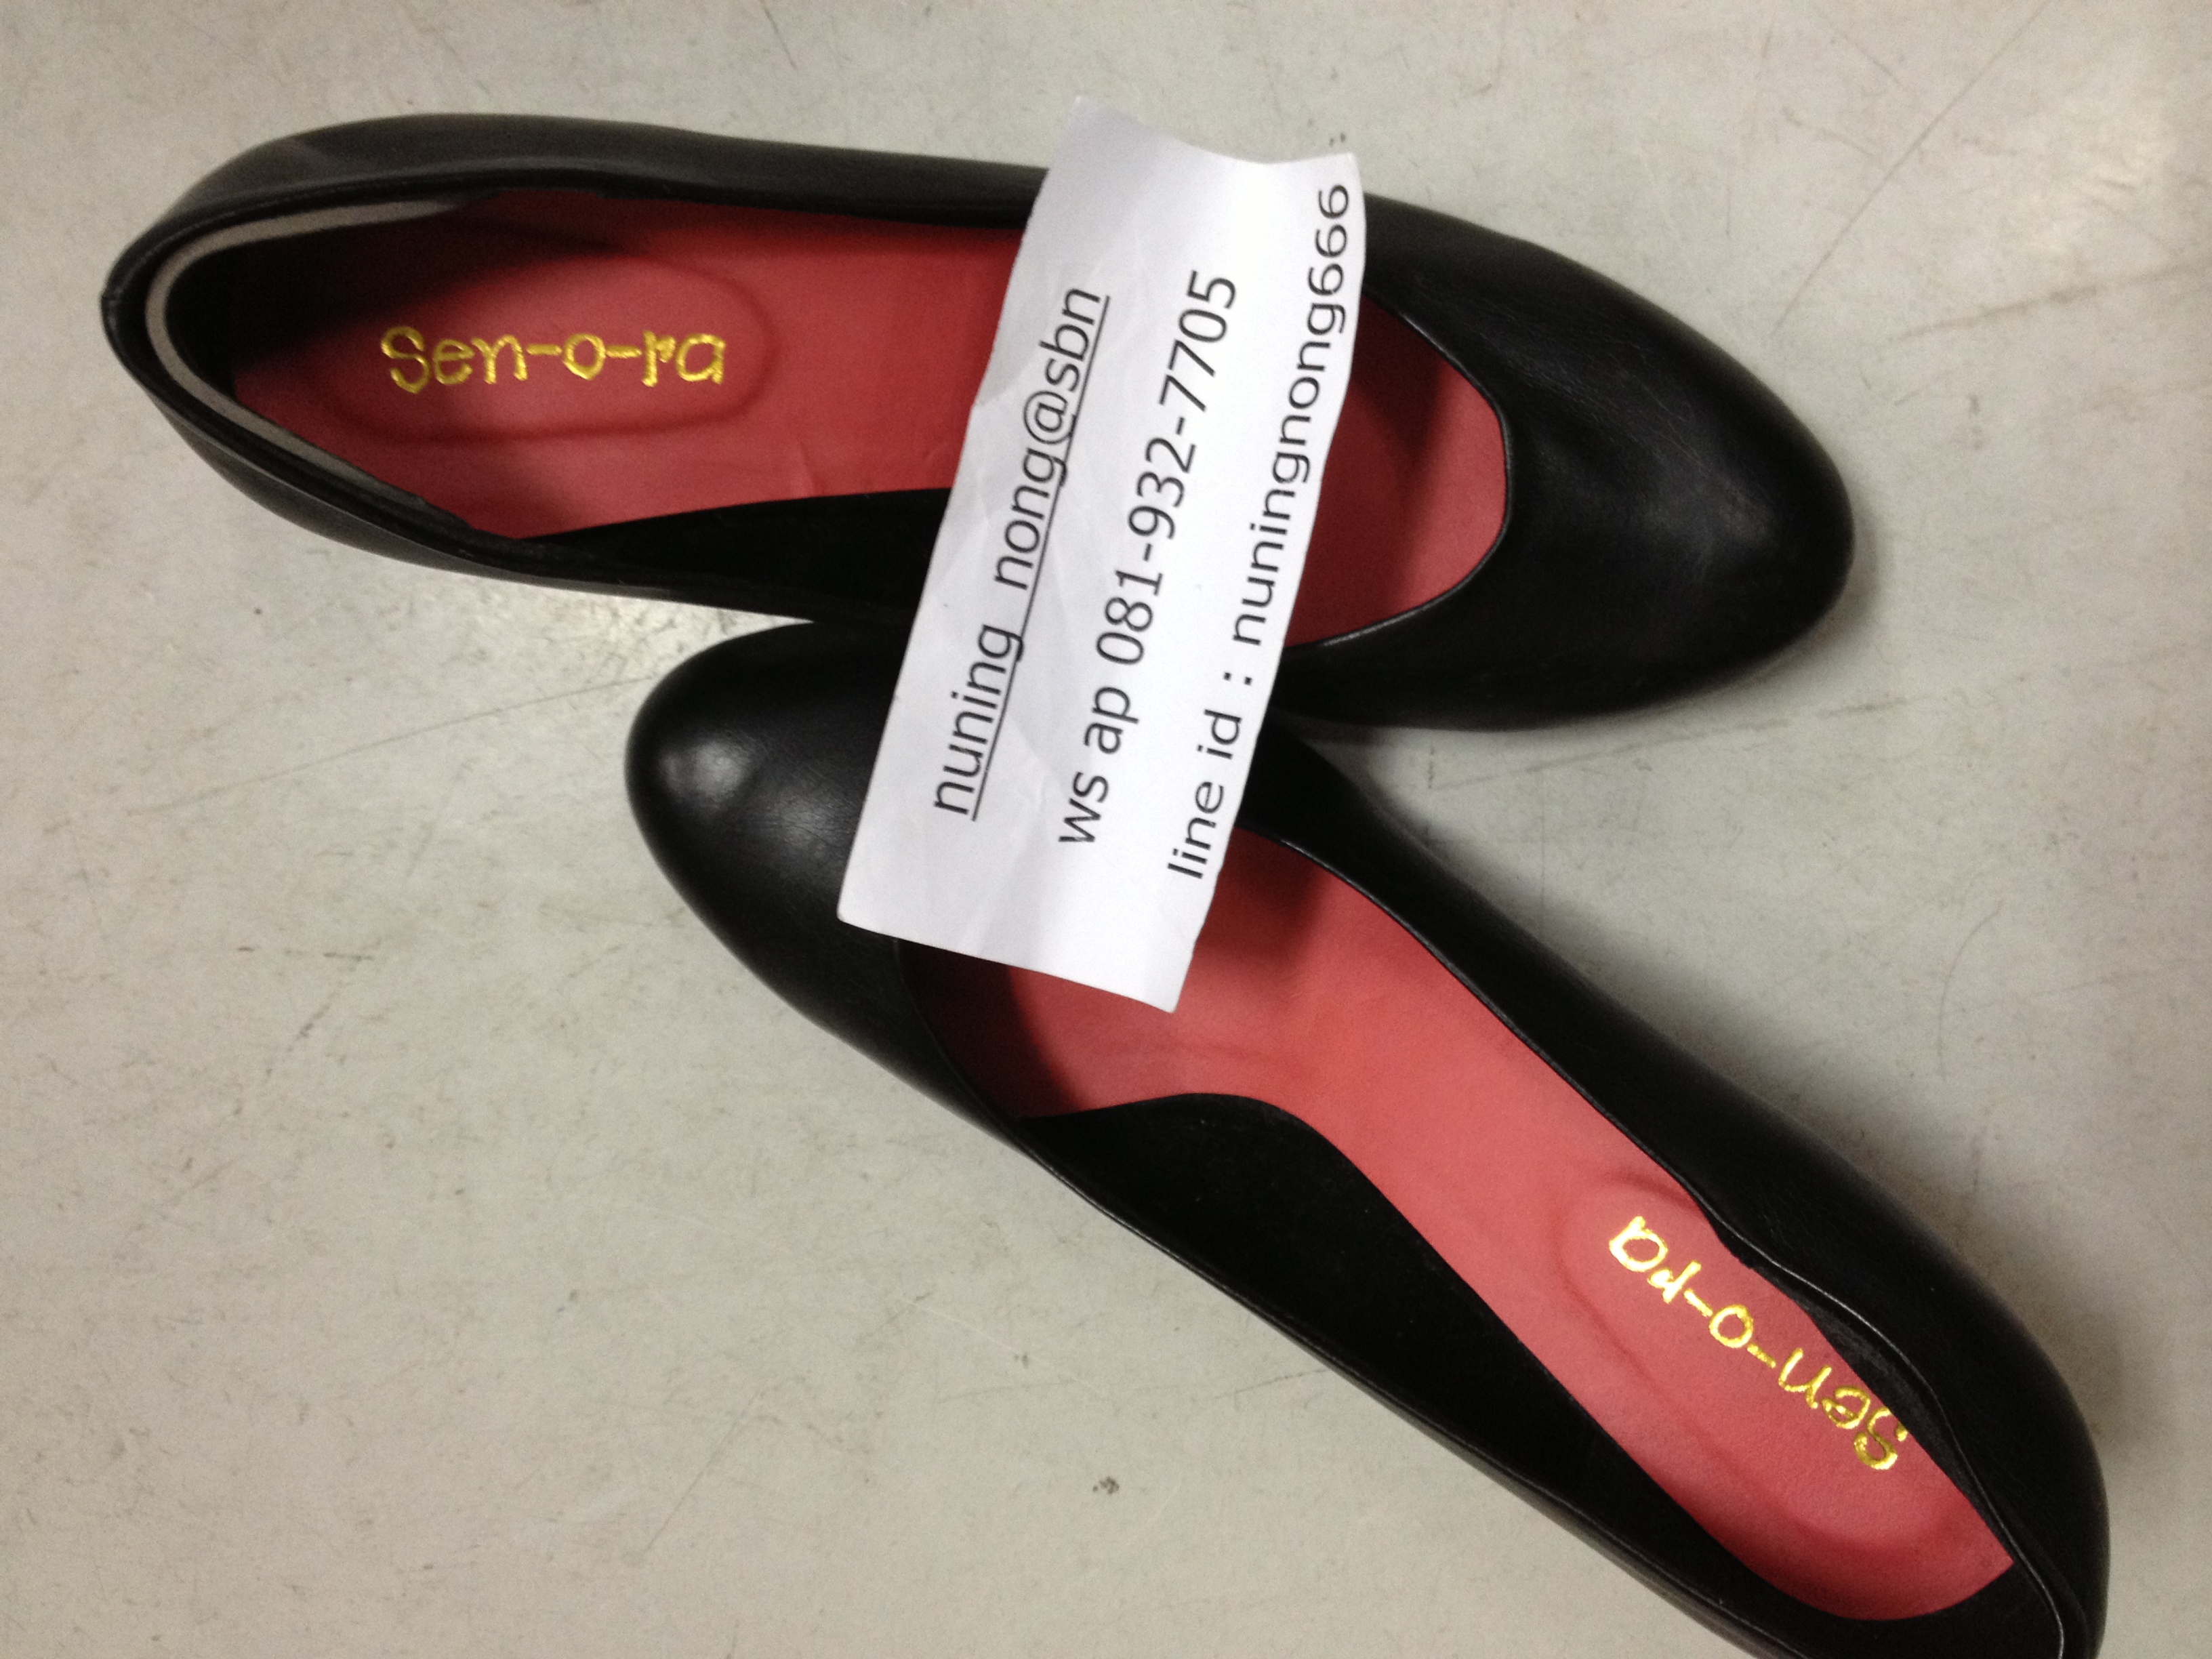 Sen-o-ra
nuning_nong@sbn
ws ap 081-932-7705
line id : nuningnong666
Sen-o-ra